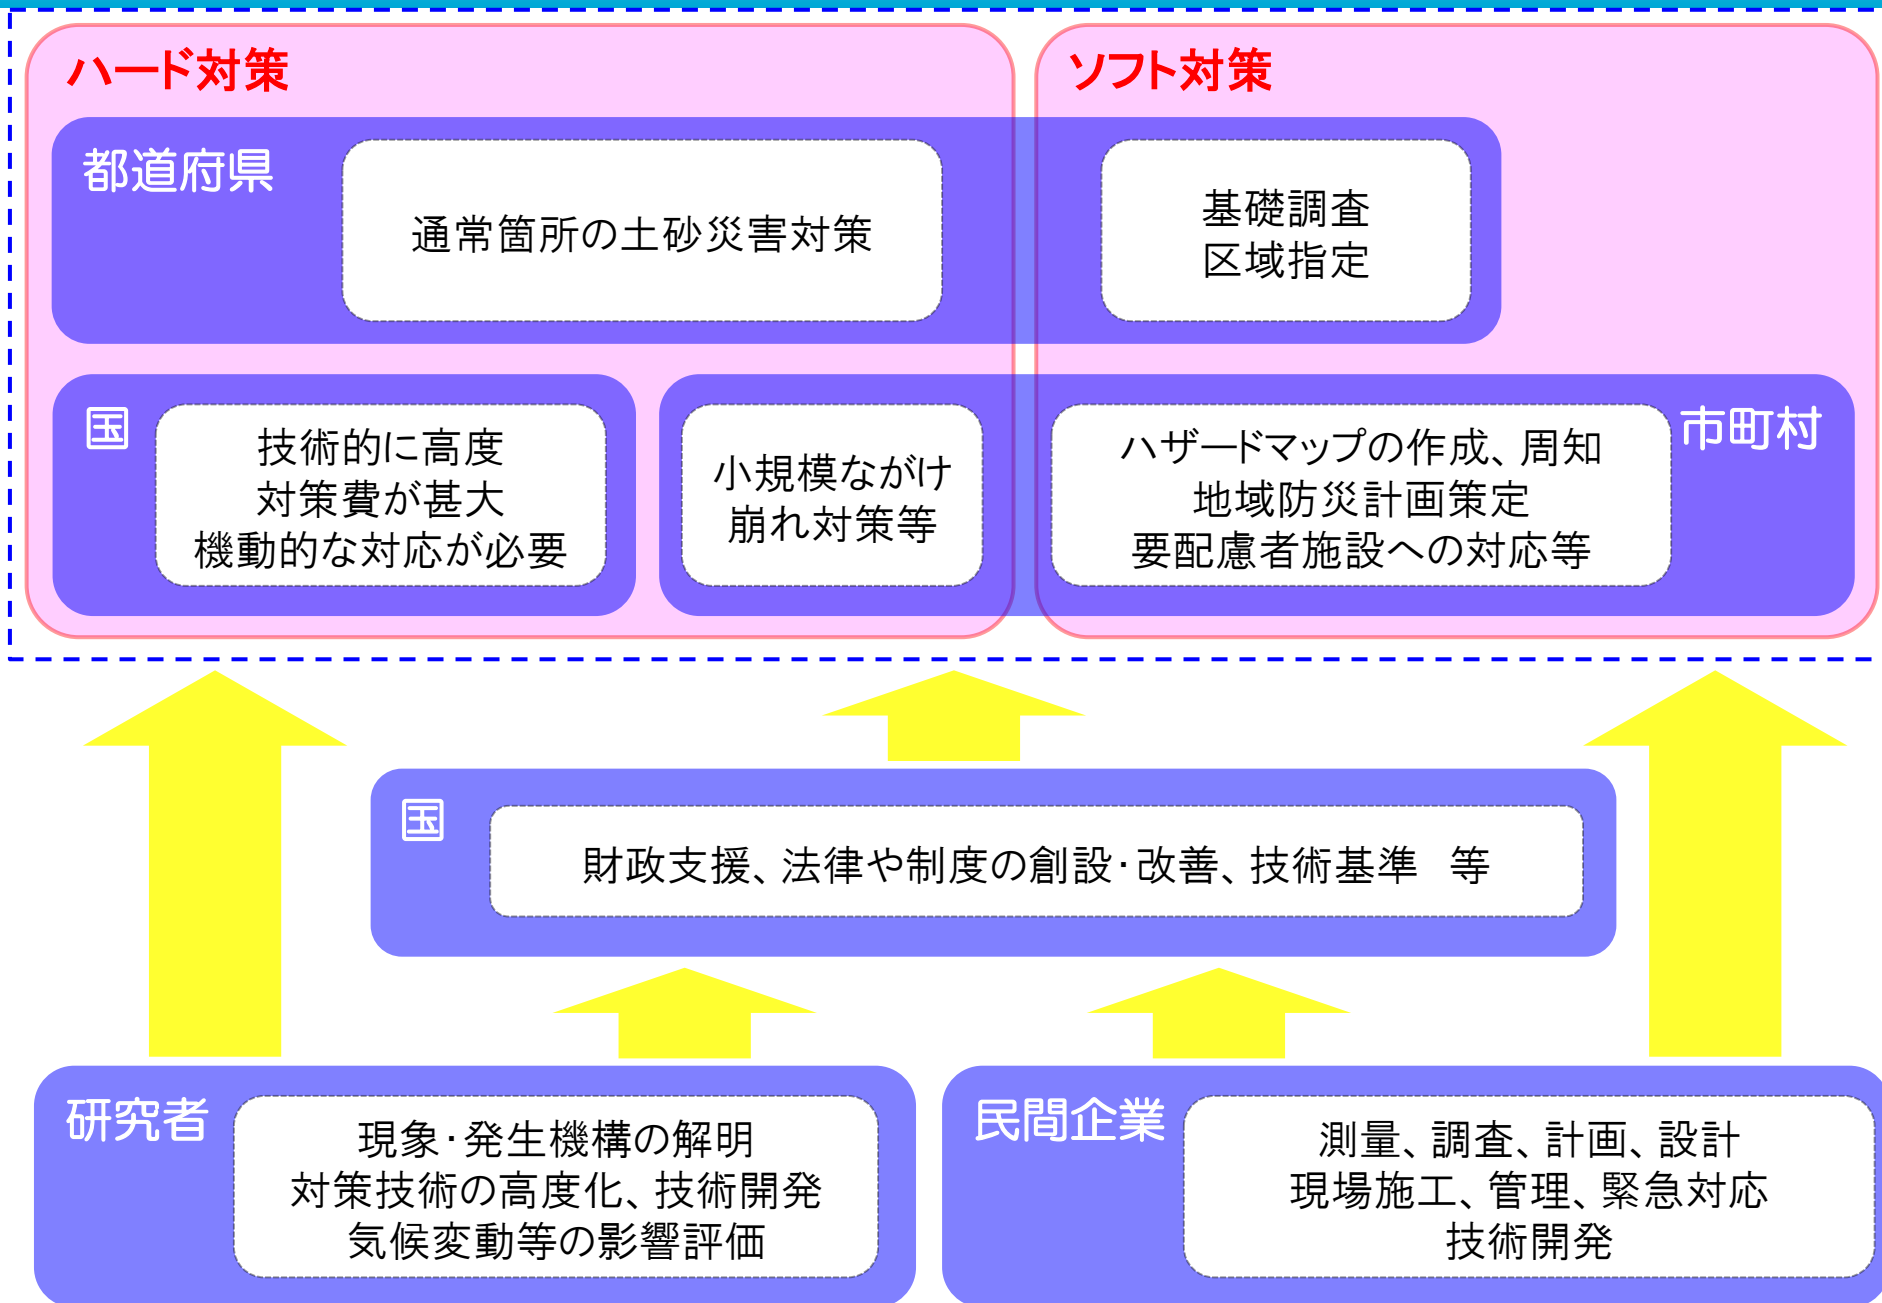 ハード対策
ソフト対策
都道府県
通常箇所の土砂災害対策
基礎調査
区域指定
国
技術的に高度
対策費が甚大
機動的な対応が必要
小規模ながけ
崩れ対策等
ハザードマップの作成、周知
地域防災計画策定
要配慮者施設への対応等
市町村
国
財政支援、法律や制度の創設・改善、技術基準　等
研究者
現象・発生機構の解明
対策技術の高度化、技術開発
気候変動等の影響評価
民間企業
測量、調査、計画、設計
現場施工、管理、緊急対応
技術開発